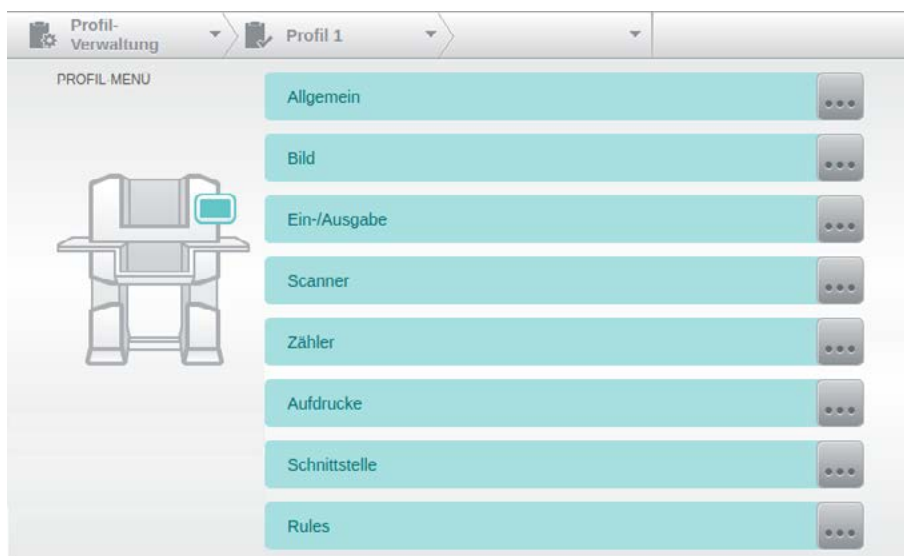 Profil-
Verwaltung
Profil 1
PROFIL-MENU
Allgemein
Bild
Ein-/Ausgabe
Scanner
Zähler
Aufdrucke
Schnittstelle
Rules